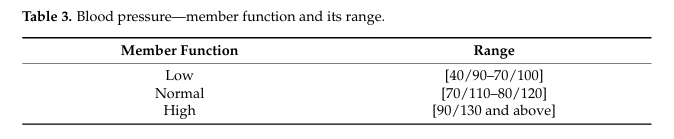 Table 3. Blood pressure—member function and its range.
Member Function Range
Low [40/90–70/100]
Normal [70/110–80/120]
High [90/130 and above]